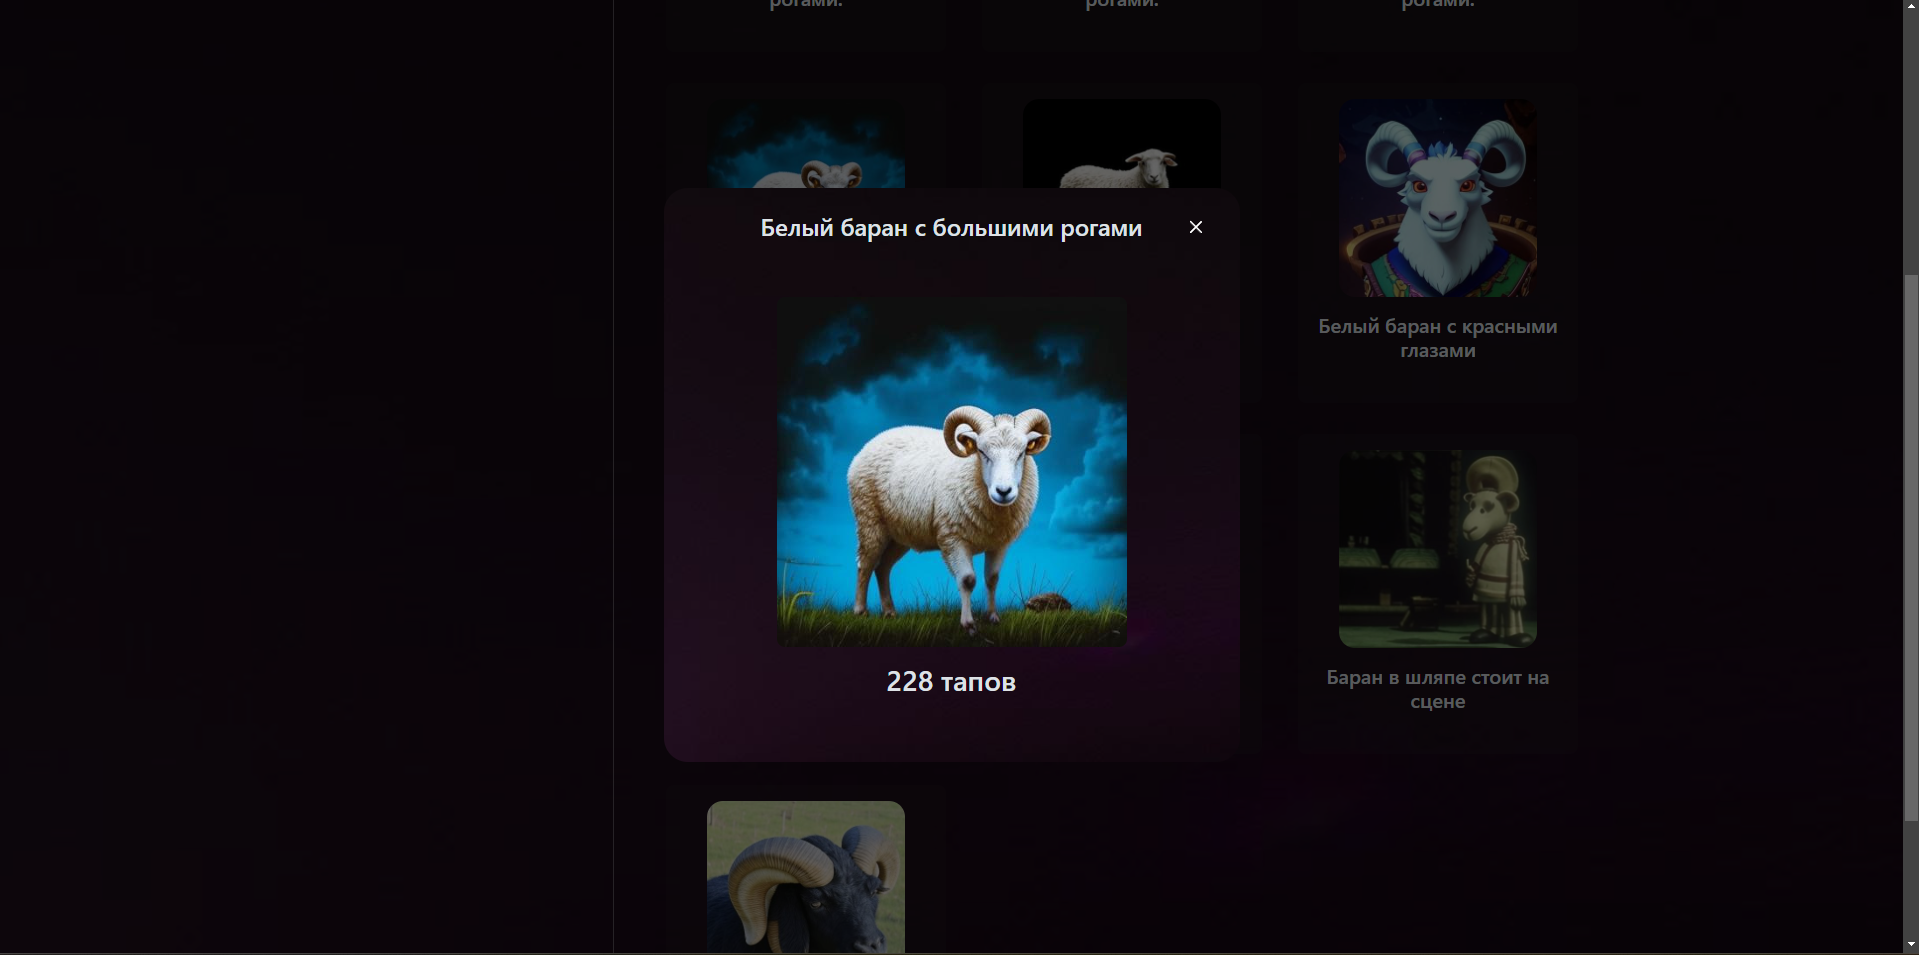 рогами.
рогами.
рогами.
Белый баран с большими рогами
Белый баран с красными
глазами
228 тапов
Баран в шляпе стоит на
сцене